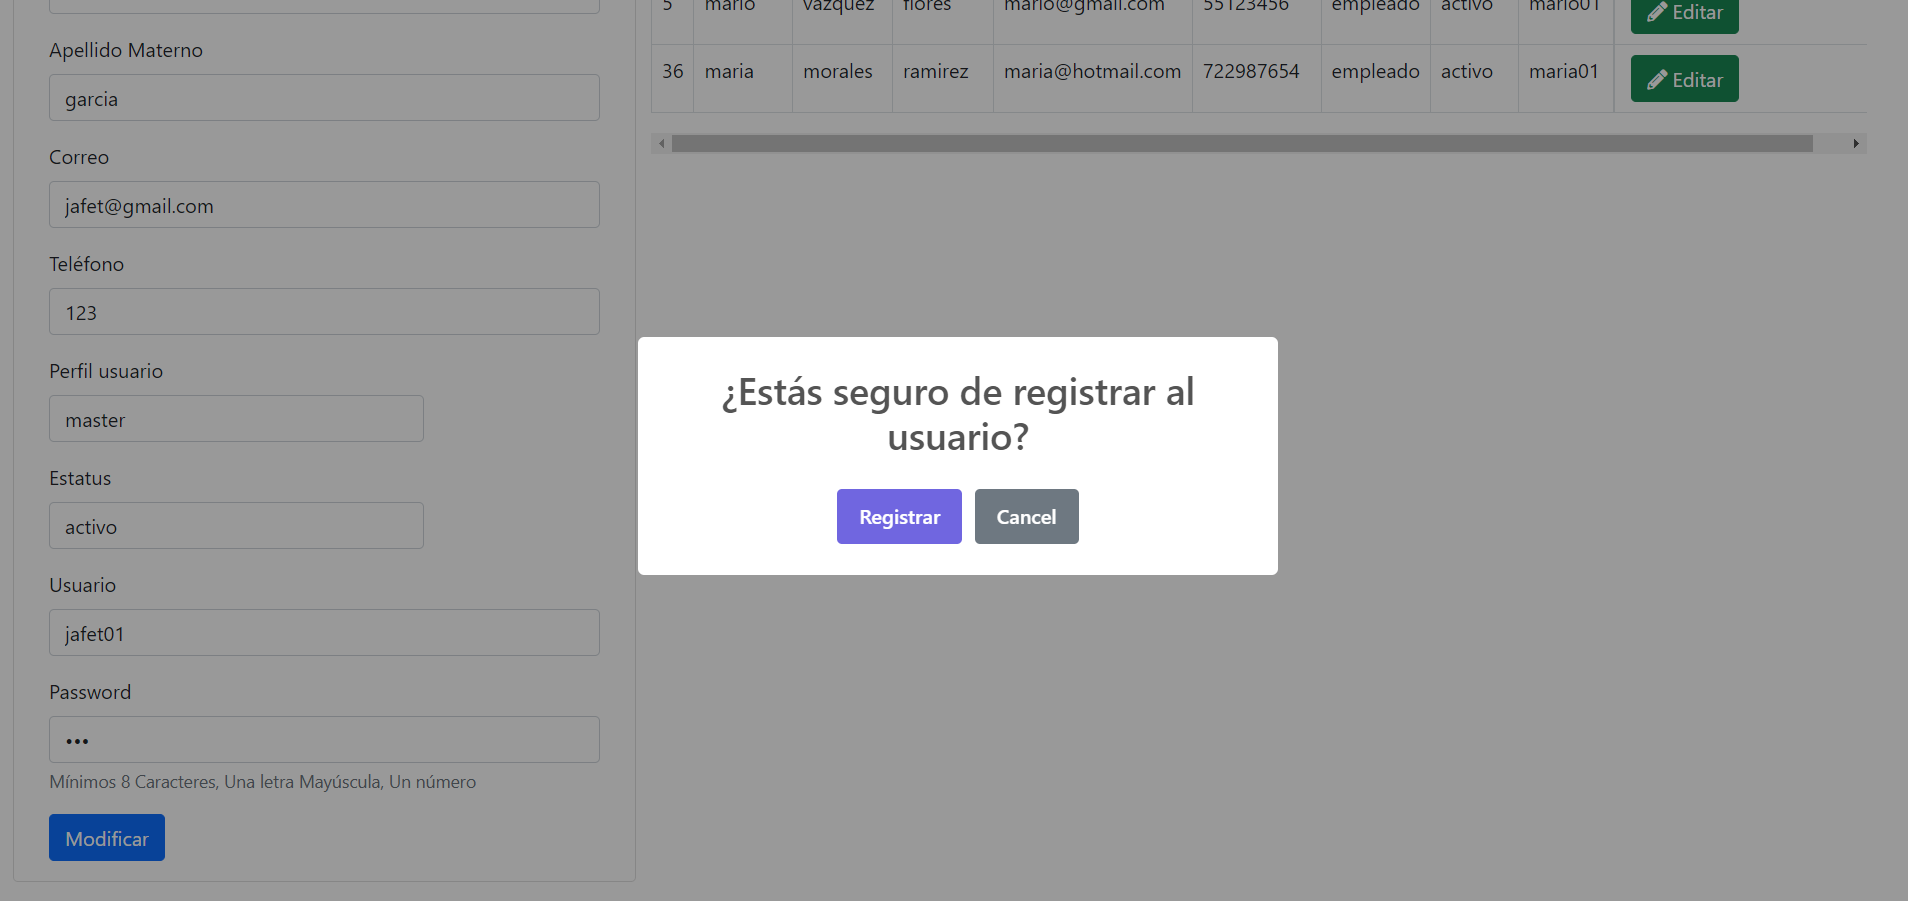 Apellido Materno
garcia
Correo
jafet@gmail.com
Teléfono
123
Perfil usuario
master
Estatus
activo
Usuario
jafet01
Password
•••
Mínimos 8 Caracteres, Una letra Mayúscula, Un número
Modificar
5 mario vazquez flores mario@gmail.com 55123456 empleado activo mario01 Editar
36 maria morales ramirez maria@hotmail.com 722987654 empleado activo maria01 Editar
¿Estás seguro de registrar al
usuario?
Registrar Cancel